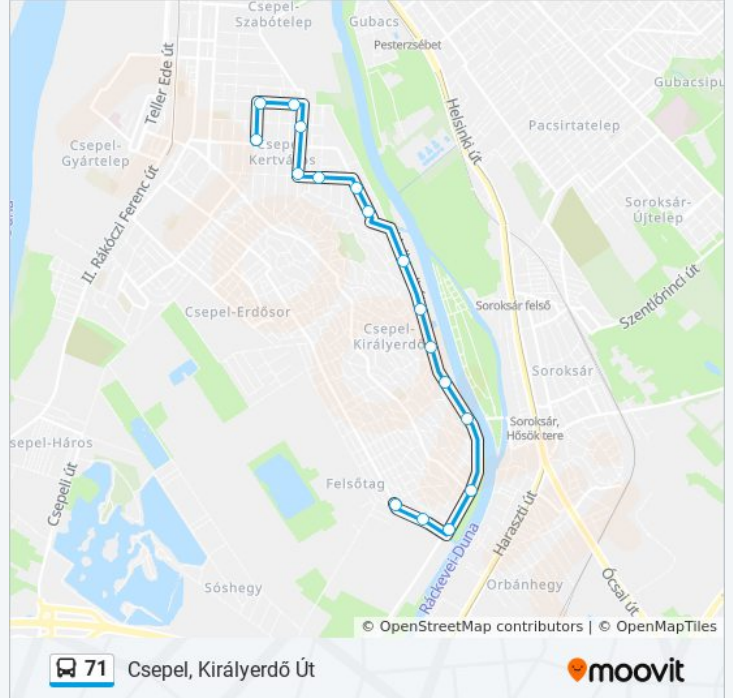 Csepel-
Szabótelep
Gubacs
Pesterzsébet
Teller Ede út
Helsinki út
Gubacsipu
Csepel-
Gyártelep
Csepel-
Kertváros
Pacsirtatelep
II. Rákóczi Ferenc út
Soroksár-
Újtelep
Szentlőrinci út
Soroksár felső
Csepel-Erdősor
Csepel-
Királyerdő
Soroksár
Soroksár,
Hősök tere
sepel-Háros
Csepeli út
Felsőtag
Haraszti út
Ráckevei-Duna
Sóshegy
Orbánhegy
Ócsai út
© OpenStreetMap contributors | © OpenMapTiles
71 Csepel, Királyerdő Út
moovit